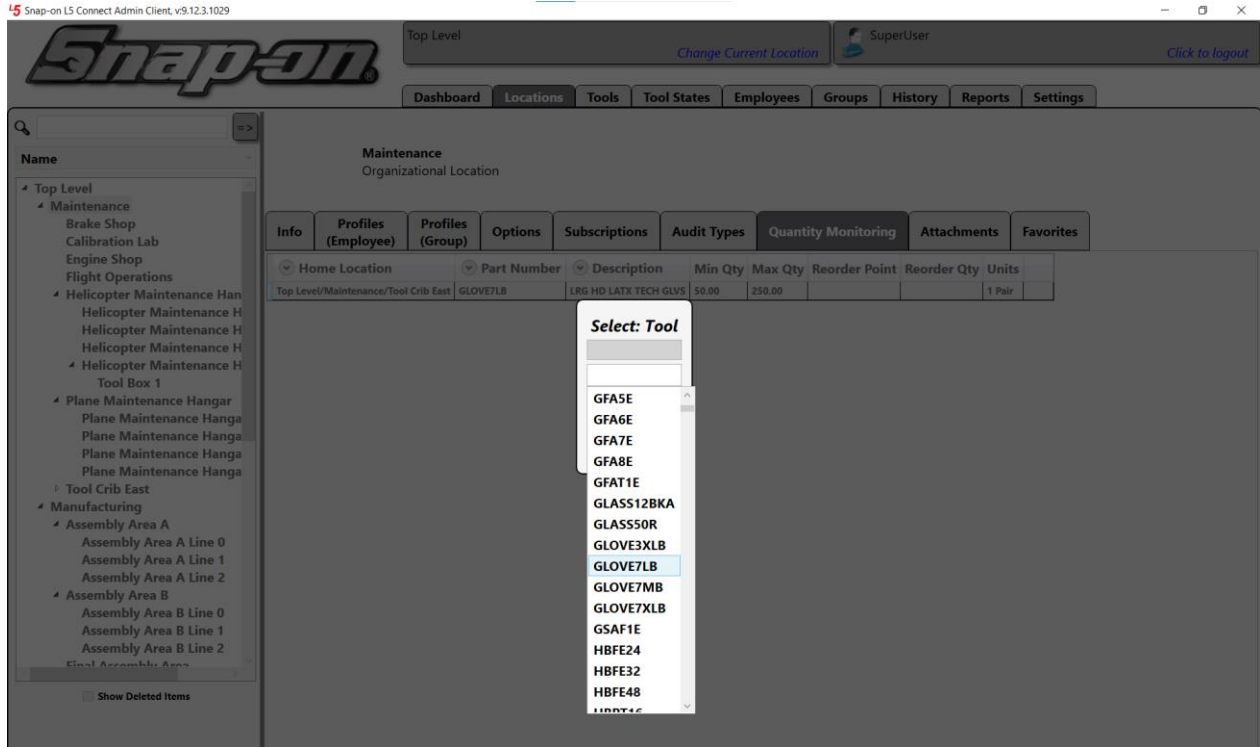 L5 Snap-on L5 Connect Admin Client, v:9.12.3.1029
Snap-on®
Top Level
Change Current Location
SuperUser
Click to logout
Dashboard Locations Tools Tool States Employees Groups History Reports Settings
=>
Name
Top Level
Maintenance
Brake Shop
Calibration Lab
Engine Shop
Flight Operations
Helicopter Maintenance Han
Helicopter Maintenance H
Helicopter Maintenance H
Helicopter Maintenance H
Helicopter Maintenance H
Tool Box 1
Plane Maintenance Hangar
Plane Maintenance Hanga
Plane Maintenance Hanga
Plane Maintenance Hanga
Plane Maintenance Hanga
Tool Crib East
Manufacturing
Assembly Area A
Assembly Area A Line 0
Assembly Area A Line 1
Assembly Area A Line 2
Assembly Area B
Assembly Area B Line 0
Assembly Area B Line 1
Assembly Area B Line 2
Final Assembly Area
Show Deleted Items
Maintenance
Organizational Location
Info Profiles (Employee) Profiles (Group) Options Subscriptions Audit Types Quantity Monitoring Attachments Favorites
Home Location Part Number Description Min Qty Max Qty Reorder Point Reorder Qty Units
Top Level/Maintenance/Tool Crib East GLOVE7LB LRG HD LATX TECH GLVS 50.00 250.00 1 Pair
Select: Tool
GFA5E
GFA6E
GFA7E
GFA8E
GFAT1E
GLASS12BKA
GLASS50R
GLOVE3XLB
GLOVE7LB
GLOVE7MB
GLOVE7XLB
GSAF1E
HBFE24
HBFE32
HBFE48